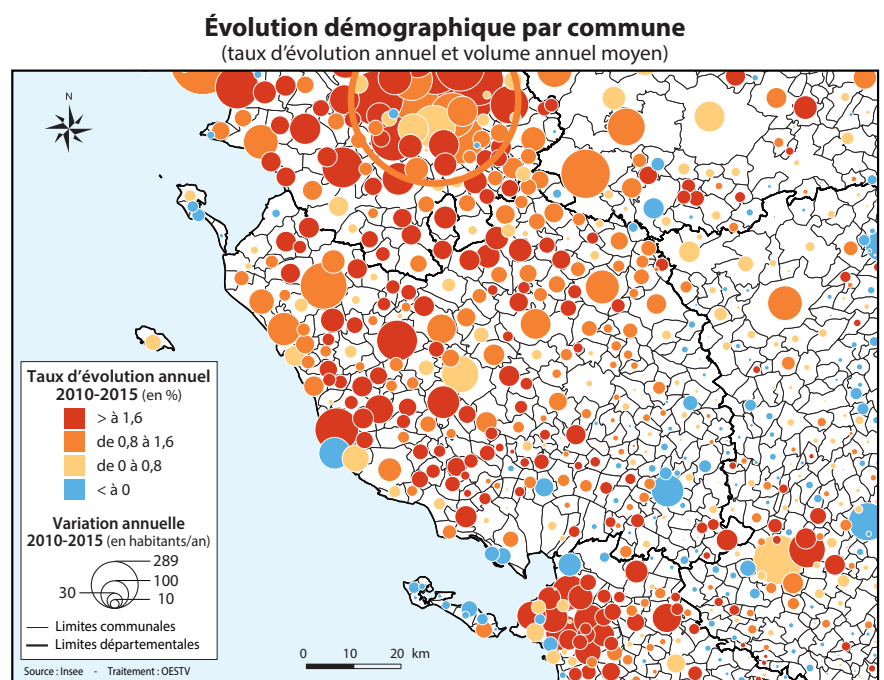 Évolution démographique par commune
(taux d’évolution annuel et volume annuel moyen)
N
Taux d’évolution annuel
2010-2015 (en %)
> à 1,6
de 0,8 à 1,6
de 0 à 0,8
< à 0
Variation annuelle
2010-2015 (en habitants/an)
289
100
30
10
Limites communales
Limites départementales
0 10 20 km
Source : Insee - Traitement : OESTV